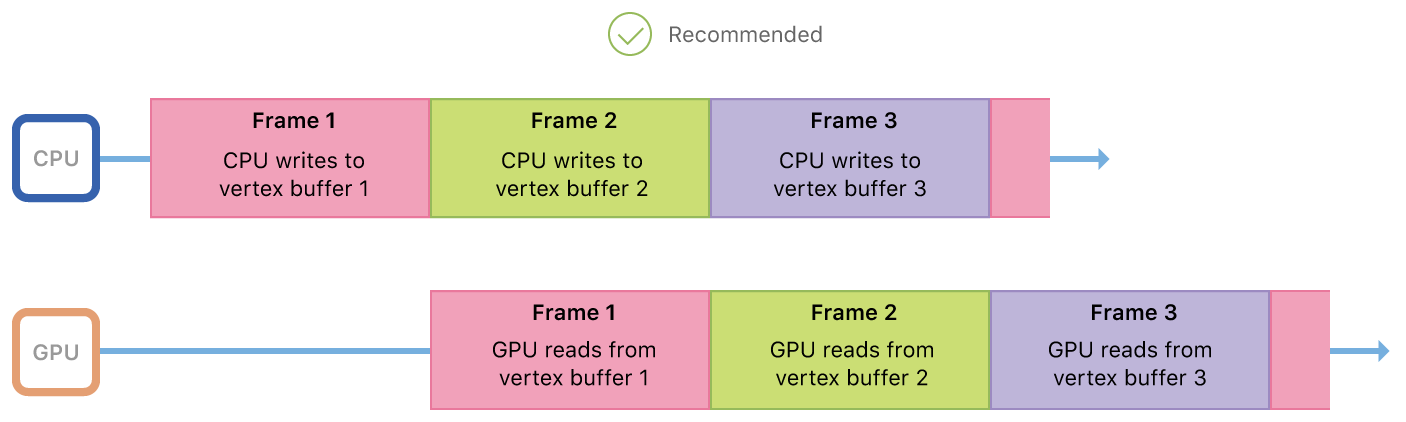 Recommended
CPU
Frame 1
CPU writes to
vertex buffer 1
Frame 2
CPU writes to
vertex buffer 2
Frame 3
CPU writes to
vertex buffer 3
GPU
Frame 1
GPU reads from
vertex buffer 1
Frame 2
GPU reads from
vertex buffer 2
Frame 3
GPU reads from
vertex buffer 3